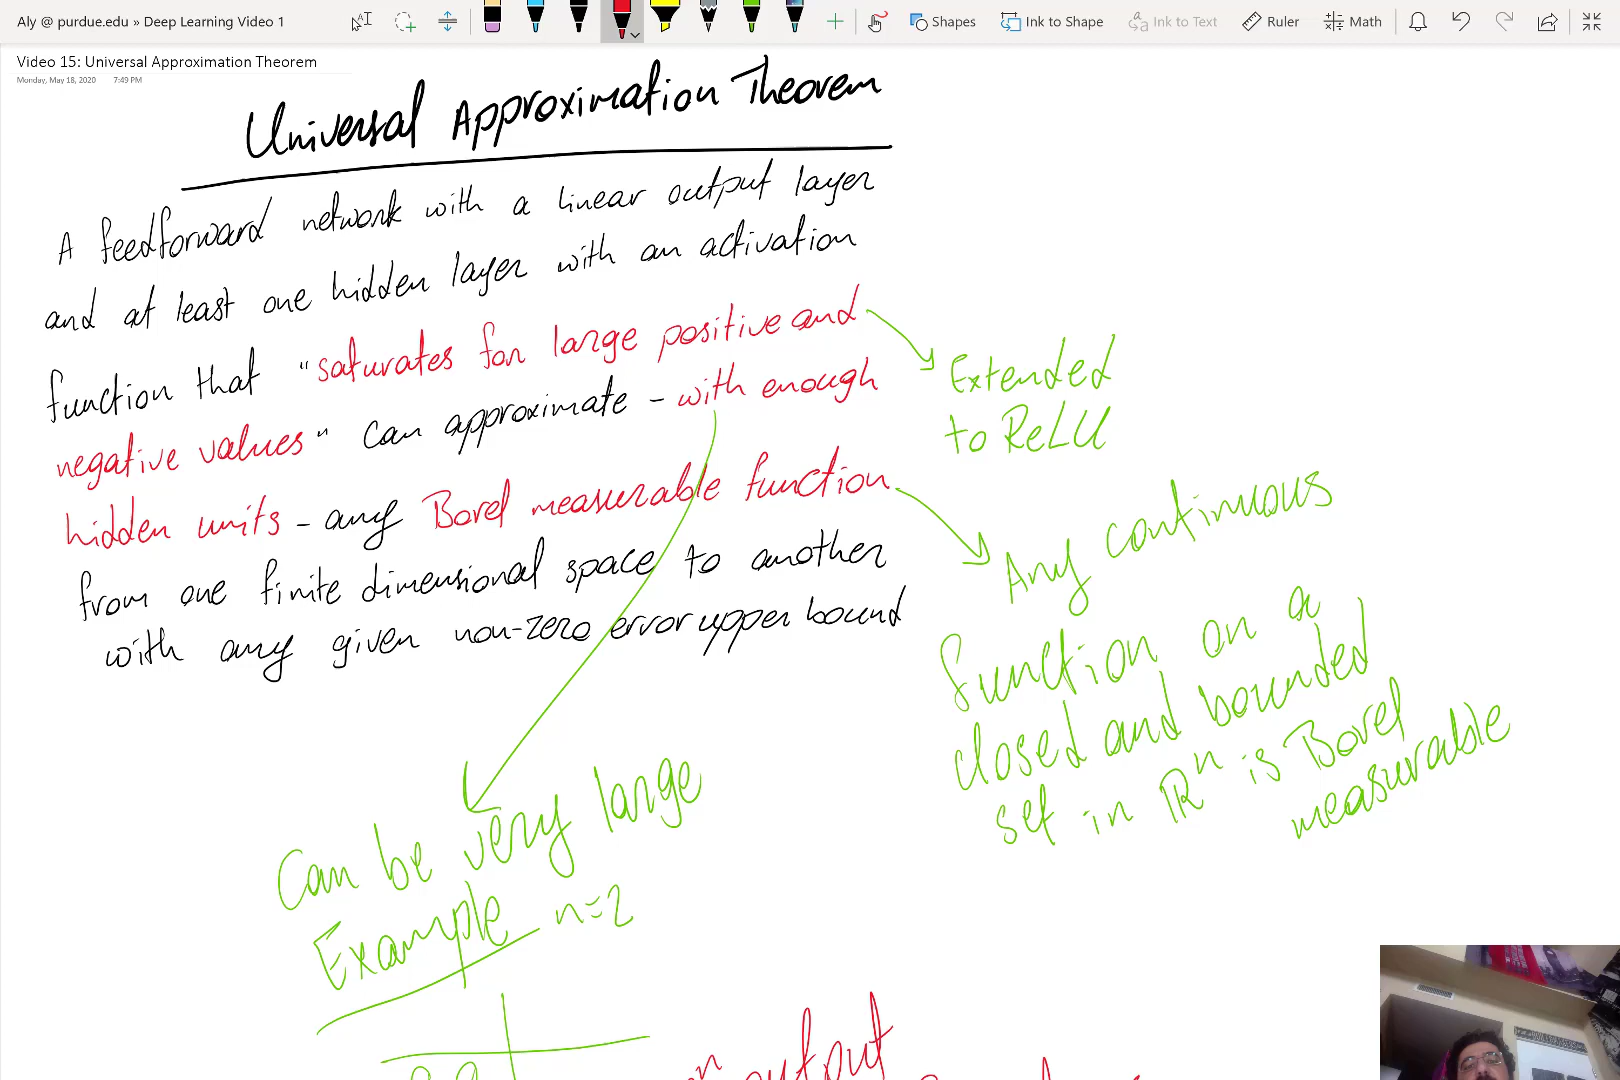 Aly @ purdue.edu » Deep Learning Video 1
Shapes
Ink to Shape
Ink to Text
Ruler
Math
Video 15: Universal Approximation Theorem
Monday, May 18, 2020 7:49 PM
Universal Approximation Theorem
A feedforward network with a linear output layer
and at least one hidden layer with an activation
function that "saturates for large positive and
negative values" can approximate - with enough
hidden units - any Borel measurable function
from one finite dimensional space to another
with any given non-zero error upper bound
Extended
to ReLU
Any continuous
function on a
closed and bounded
set in ℝⁿ is Borel
measurable
Can be very large
Example n=2
output